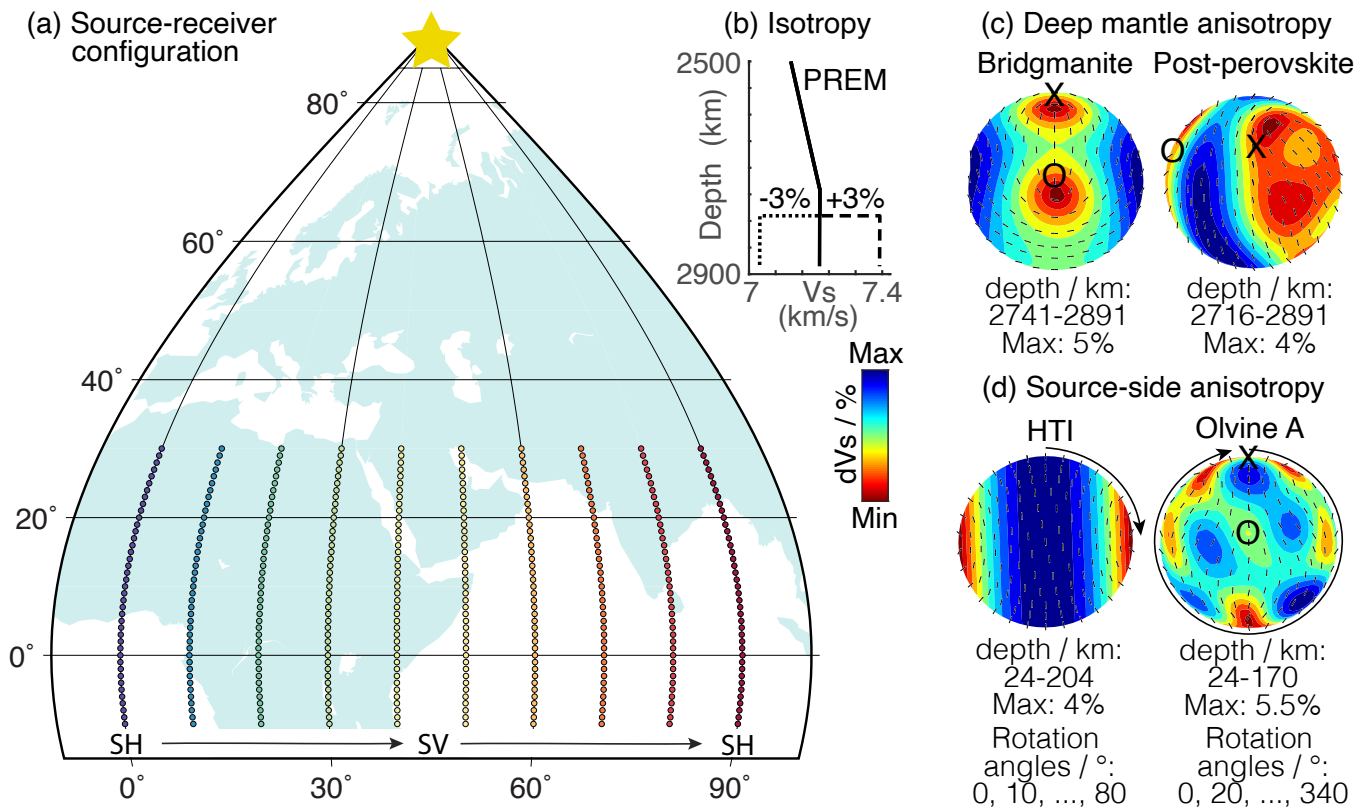 (a) Source-receiver
configuration
80°
60°
40°
20°
0°
SH
SV
SH
0°
30°
60°
90°
(b) Isotropy
2500
PREM
Depth (km)
-3%
+3%
2900
7
Vs
7.4
(km/s)
Max
dVs / %
Min
(c) Deep mantle anisotropy
Bridgmanite
Post-perovskite
X
O
O
X
depth / km:
2741-2891
Max: 5%
depth / km:
2716-2891
Max: 4%
(d) Source-side anisotropy
HTI
Olvine A
X
O
depth / km:
24-204
Max: 4%
Rotation
angles / °:
0, 10, ..., 80
depth / km:
24-170
Max: 5.5%
Rotation
angles / °:
0, 20, ..., 340